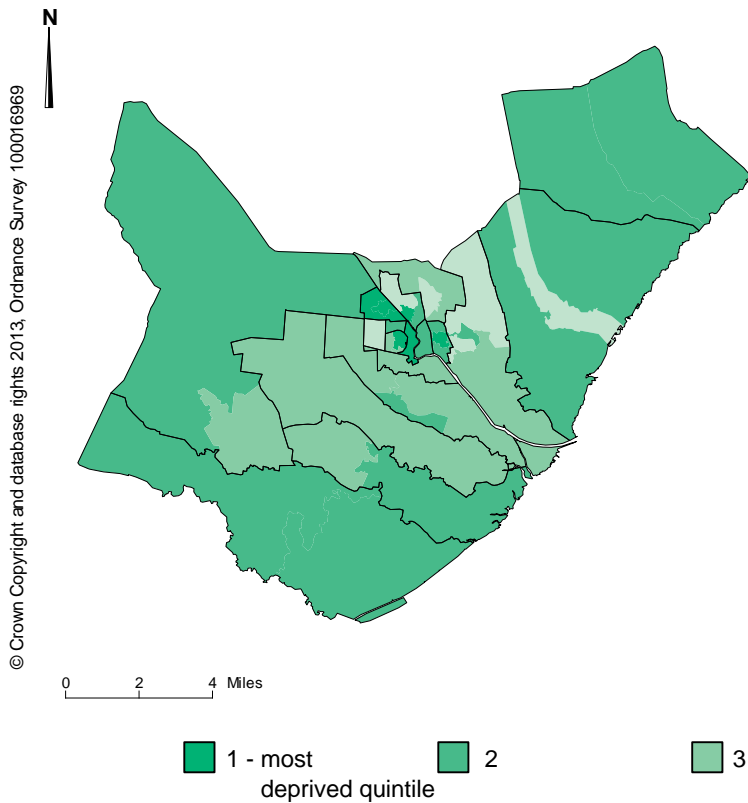 N
© Crown Copyright and database rights 2013, Ordnance Survey 100016969
0 2 4 Miles
1 - most
deprived quintile
2
3